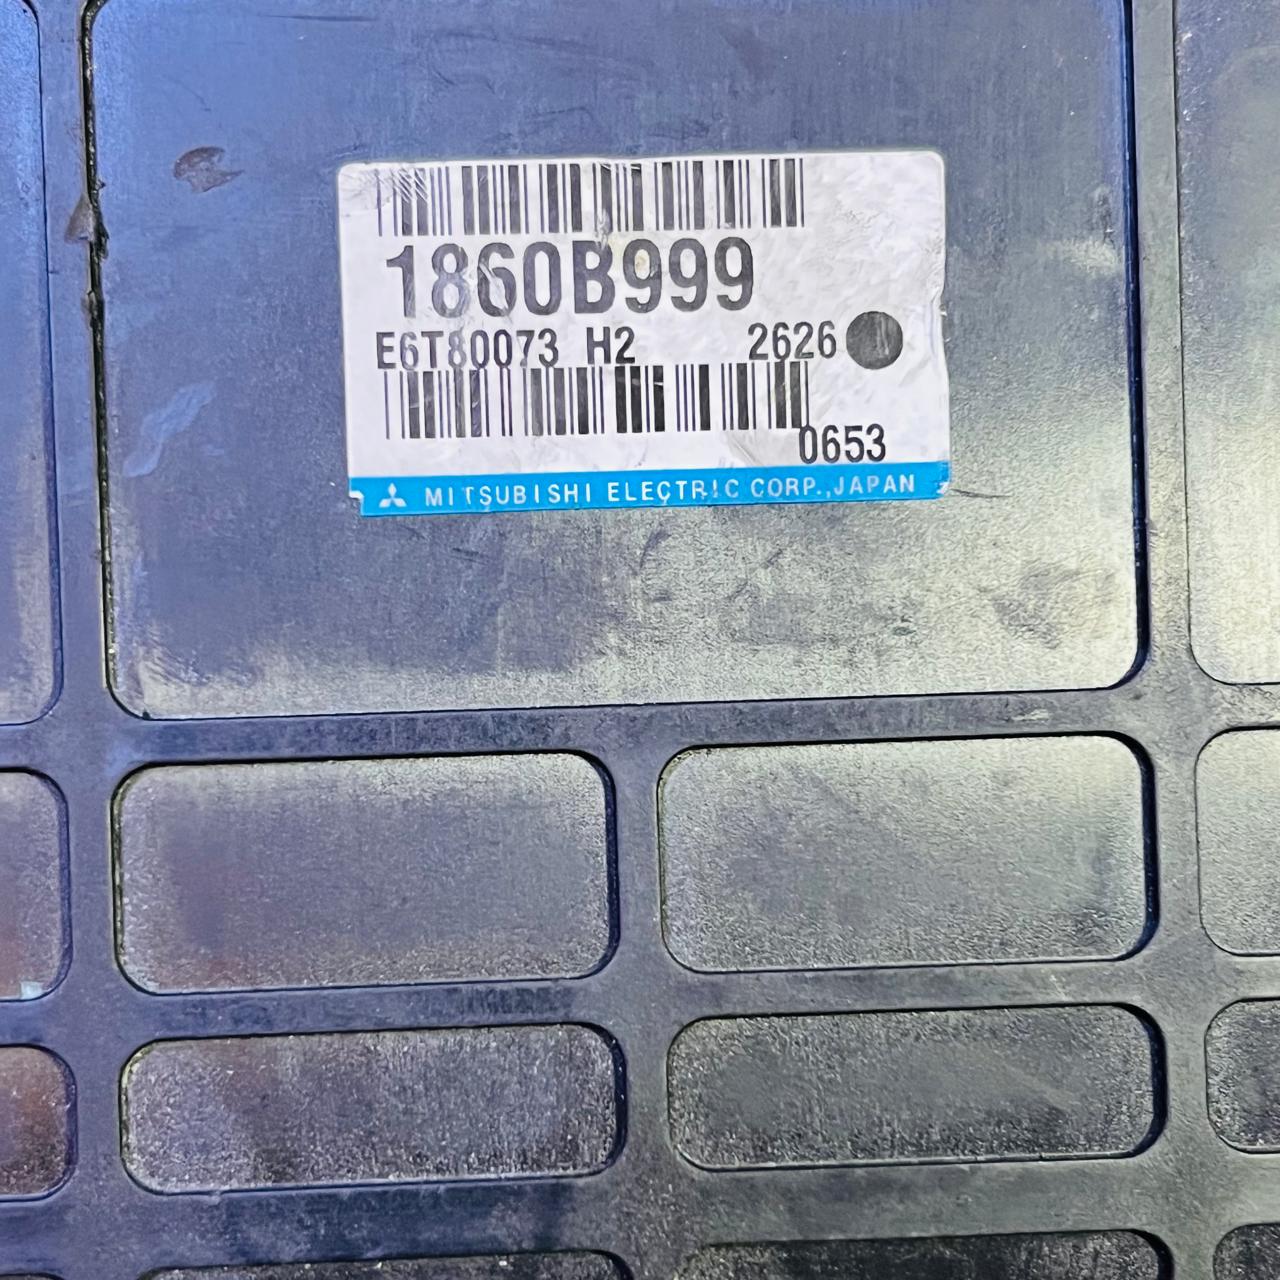 1860B999
E6T80073 H2 2626
0653
MITSUBISHI ELECTRIC CORP.,JAPAN